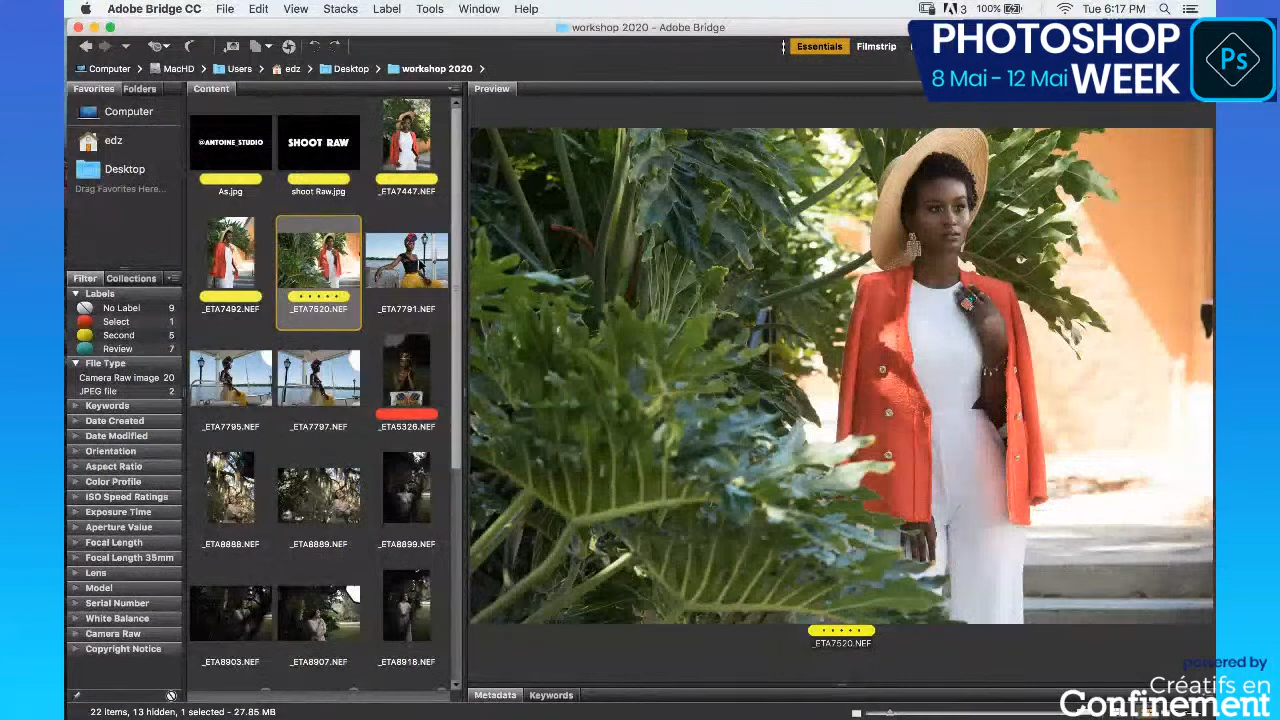 Adobe Bridge CC File Edit View Stacks Label Tools Window Help 3 100% Tue 6:17 PM
workshop 2020 - Adobe Bridge
Essentials Filmstrip
PHOTOSHOP
8 Mai - 12 Mai WEEK
Ps
Computer MacHD Users edz Desktop workshop 2020
Favorites Folders
Computer
edz
Desktop
Drag Favorites Here...
Filter Collections
Labels
No Label 9
Select 1
Second 5
Review 7
File Type
Camera Raw image 20
JPEG file 2
Keywords
Date Created
Date Modified
Orientation
Aspect Ratio
Color Profile
ISO Speed Ratings
Exposure Time
Aperture Value
Focal Length
Focal Length 35mm
Lens
Model
Serial Number
White Balance
Camera Raw
Copyright Notice
Content
@ANTOINE_STUDIO SHOOT RAW
As.jpg shoot Raw.jpg _ETA7447.NEF
_ETA7492.NEF _ETA7520.NEF _ETA7791.NEF
_ETA7795.NEF _ETA7797.NEF _ETA5326.NEF
_ETA8888.NEF _ETA8889.NEF _ETA8899.NEF
_ETA8903.NEF _ETA8907.NEF _ETA8918.NEF
Preview
_ETA7520.NEF
Metadata Keywords
22 items, 13 hidden, 1 selected - 27.85 MB
powered by
Créatifs en
Confinement